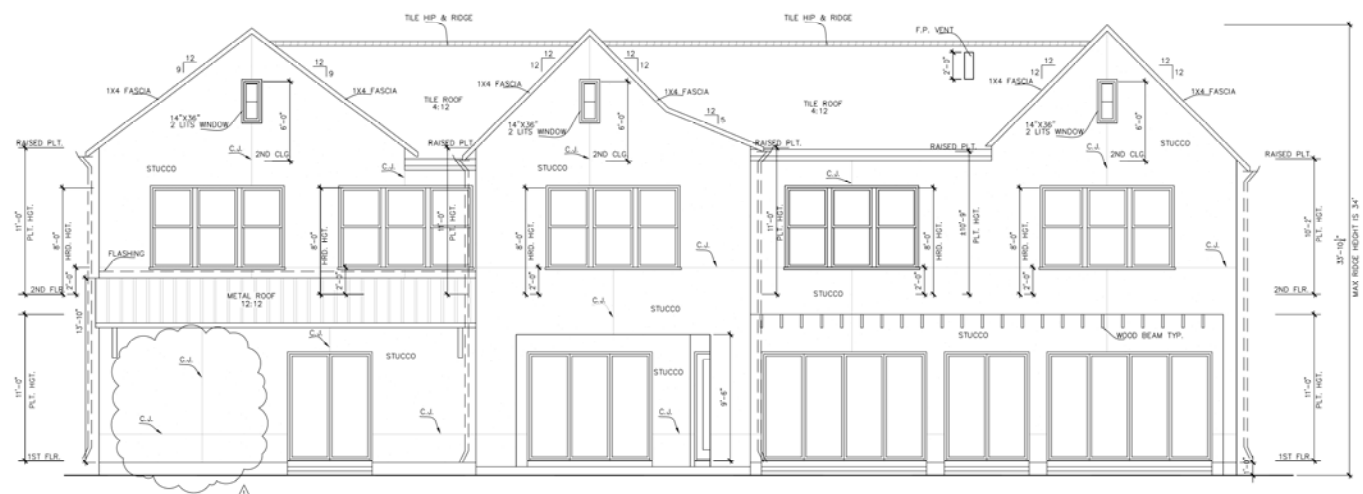 TILE HIP & RIDGE
TILE HIP & RIDGE
F.P. VENT
2'-3"
12
9
12
9
12
12
12
12
12
5
12
12
12
12
1X4 FASCIA
1X4 FASCIA
1X4 FASCIA
1X4 FASCIA
1X4 FASCIA
1X4 FASCIA
TILE ROOF
4:12
TILE ROOF
4:12
14"X36"
2 LITS WINDOW
14"X36"
2 LITS WINDOW
14"X36"
2 LITS WINDOW
6'-0"
6'-0"
6'-0"
2ND CLG.
2ND CLG.
2ND CLG.
RAISED PLT.
RAISED PLT.
RAISED PLT.
RAISED PLT.
RAISED PLT.
C.J.
C.J.
C.J.
C.J.
C.J.
STUCCO
STUCCO
STUCCO
11'-0"
PLT. HGT.
8'-0"
HRD. HGT.
2'-0"
8'-0"
HRD. HGT.
2'-0"
11'-0"
PLT. HGT.
8'-0"
HRD. HGT.
2'-0"
11'-0"
PLT. HGT.
8'-0"
HRD. HGT.
2'-0"
±10'-9"
PLT. HGT.
8'-0"
HRD. HGT.
2'-0"
10'-2"
PLT. HGT.
33'-10½"
MAX RIDGE HEIGHT IS 34'
FLASHING
C.J.
C.J.
2ND FLR.
METAL ROOF
12:12
STUCCO
2ND FLR.
13'-10"
C.J.
STUCCO
C.J.
STUCCO
WOOD BEAM TYP.
STUCCO
C.J.
STUCCO
11'-0"
PLT. HGT.
9'-6"
11'-0"
PLT. HGT.
C.J.
C.J.
C.J.
C.J.
1ST FLR.
1ST FLR.
1'-0"